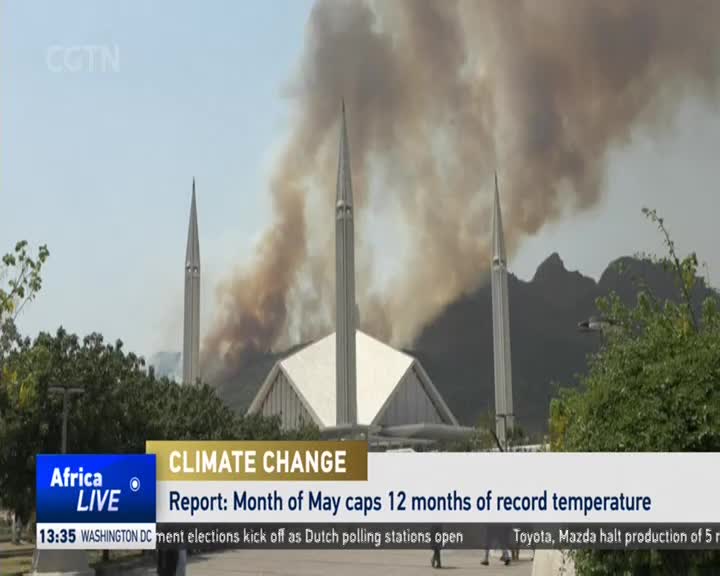 CGTN
CLIMATE CHANGE
Africa
LIVE
Report: Month of May caps 12 months of record temperature
13:35 WASHINGTON DC
ment elections kick off as Dutch polling stations open
Toyota, Mazda halt production of 5